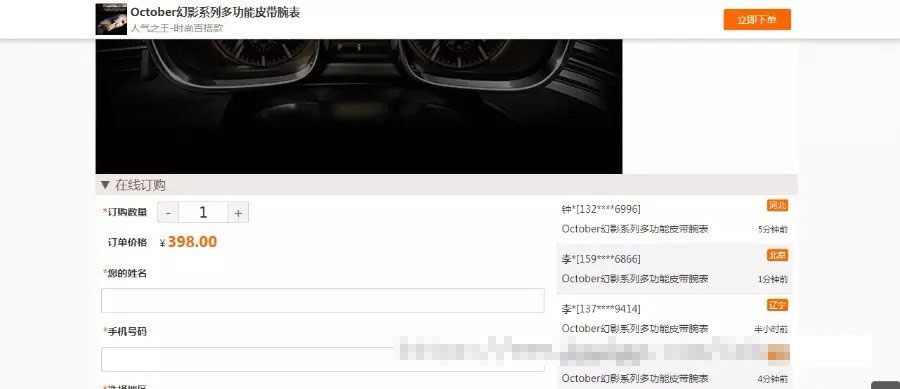 October幻影系列多功能皮带腕表
人气之王-时尚百搭款
立即下单
▼ 在线订购
*订购数量 - 1 +
订单价格 ¥398.00
*您的姓名
*手机号码
*选择地区
钟*[132****6996] 河北
October幻影系列多功能皮带腕表 5分钟前
李*[159****6866] 北京
October幻影系列多功能皮带腕表 1分钟前
李*[137****9414] 辽宁
October幻影系列多功能皮带腕表 半小时前
October幻影系列多功能皮带腕表 4分钟前